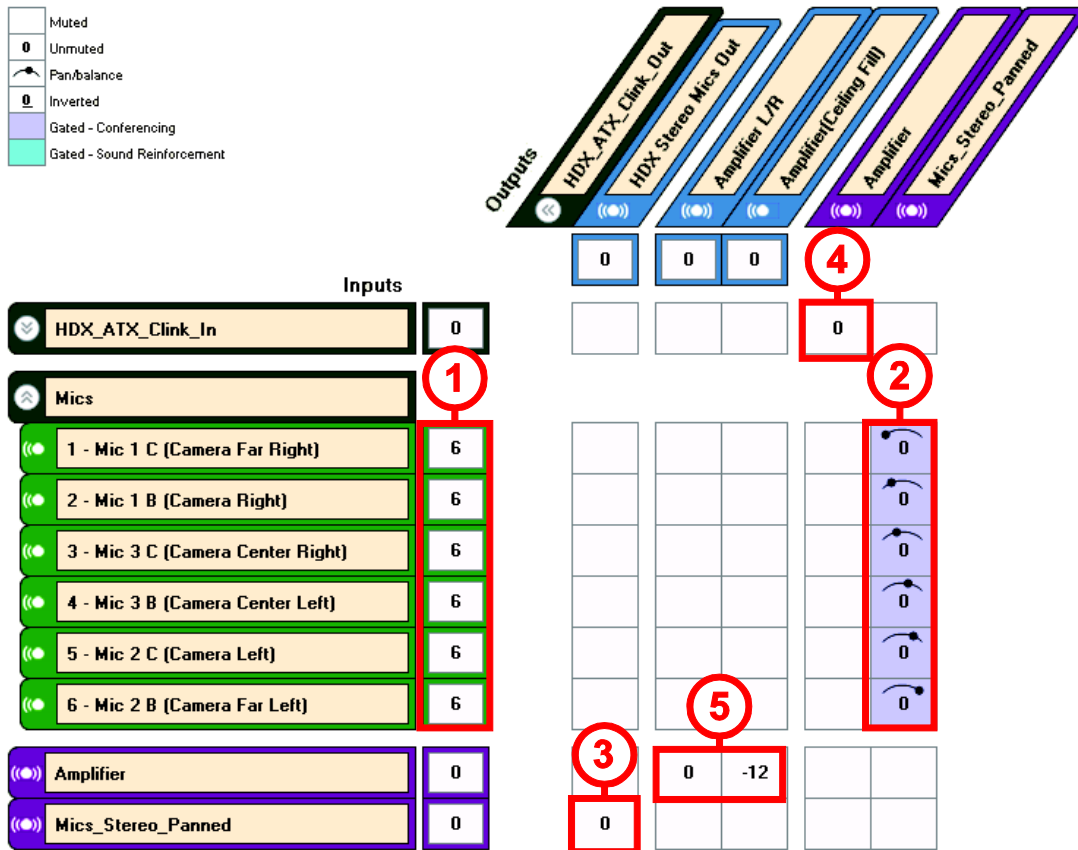 Muted
0 Unmuted
Pan/balance
0 Inverted
Gated - Conferencing
Gated - Sound Reinforcement
Outputs
HDX_ATX_Clink_Out
HDX Stereo Mics Out
Amplifier L/R
Amplifier(Ceiling Fill)
Amplifier
Mics_Stereo_Panned
0 0 0
4
Inputs
HDX_ATX_Clink_In 0 0
1
2
Mics
1 - Mic 1 C (Camera Far Right) 6 0
2 - Mic 1 B (Camera Right) 6 0
3 - Mic 3 C (Camera Center Right) 6 0
4 - Mic 3 B (Camera Center Left) 6 0
5 - Mic 2 C (Camera Left) 6 0
6 - Mic 2 B (Camera Far Left) 6 0
5
3
Amplifier 0 0 -12
Mics_Stereo_Panned 0 0